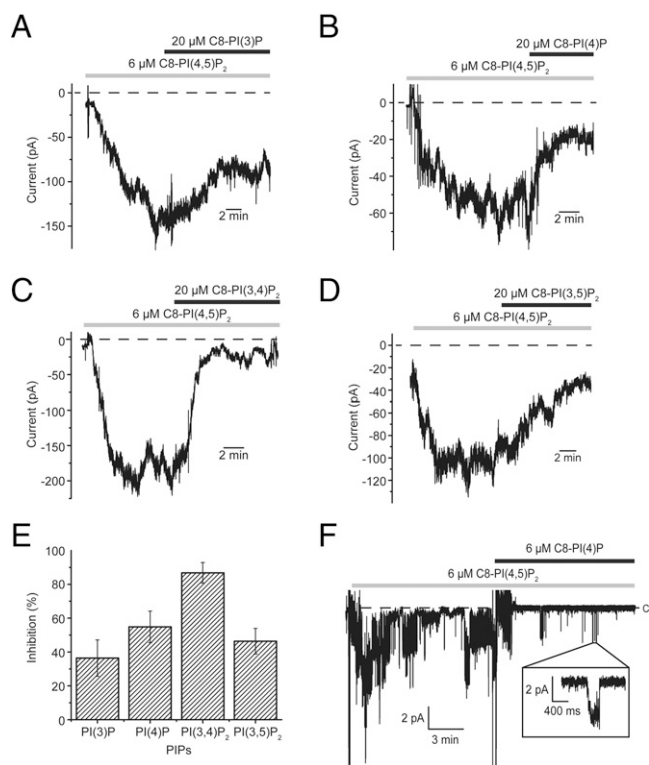 A
20 µM C8-PI(3)P
6 µM C8-PI(4,5)P2
0
-50
-100
-150
Current (pA)
2 min
B
20 µM C8-PI(4)P
6 µM C8-PI(4,5)P2
0
-20
-40
-60
Current (pA)
2 min
C
20 µM C8-PI(3,4)P2
6 µM C8-PI(4,5)P2
0
-50
-100
-150
-200
Current (pA)
2 min
D
20 µM C8-PI(3,5)P2
6 µM C8-PI(4,5)P2
0
-20
-40
-60
-80
-100
-120
Current (pA)
2 min
E
100
80
60
40
20
0
Inhibition (%)
PI(3)P PI(4)P PI(3,4)P2 PI(3,5)P2
PIPs
F
6 µM C8-PI(4)P
6 µM C8-PI(4,5)P2
C
2 pA
3 min
2 pA
400 ms